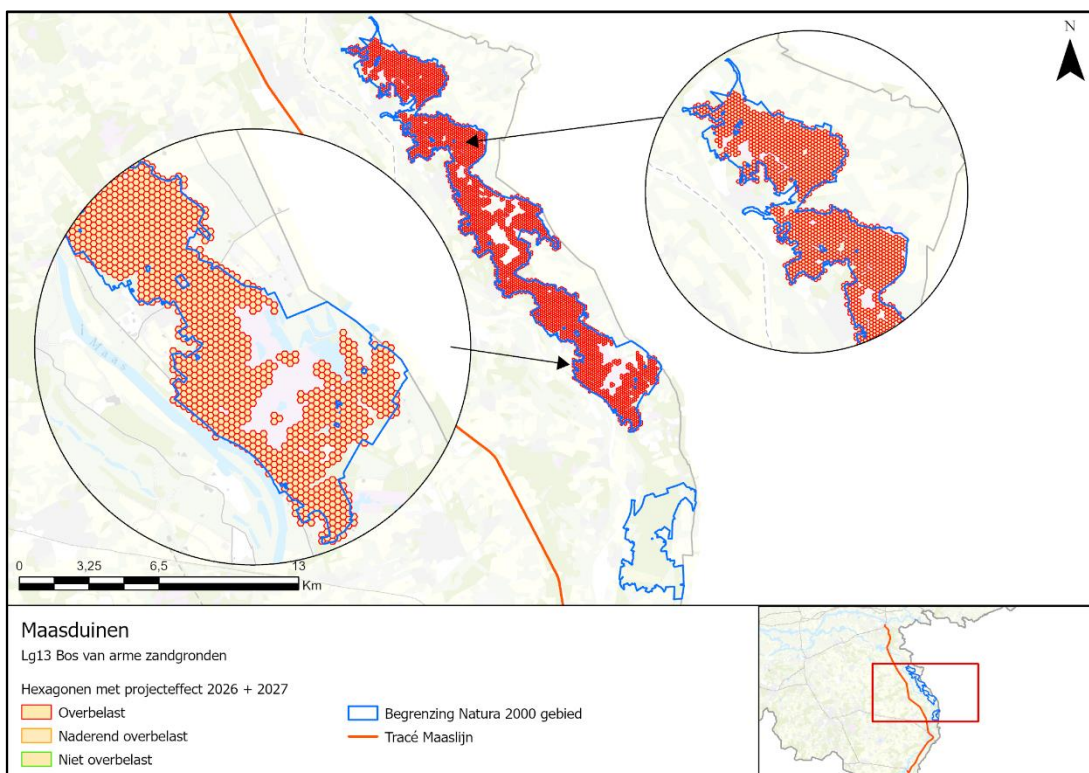 N
Maas
0 3,25 6,5 13
Km
Maasduinen
Lg13 Bos van arme zandgronden
Hexagonen met projecteffect 2026 + 2027
Overbelast
Naderend overbelast
Niet overbelast
Begrenzing Natura 2000 gebied
Tracé Maaslijn